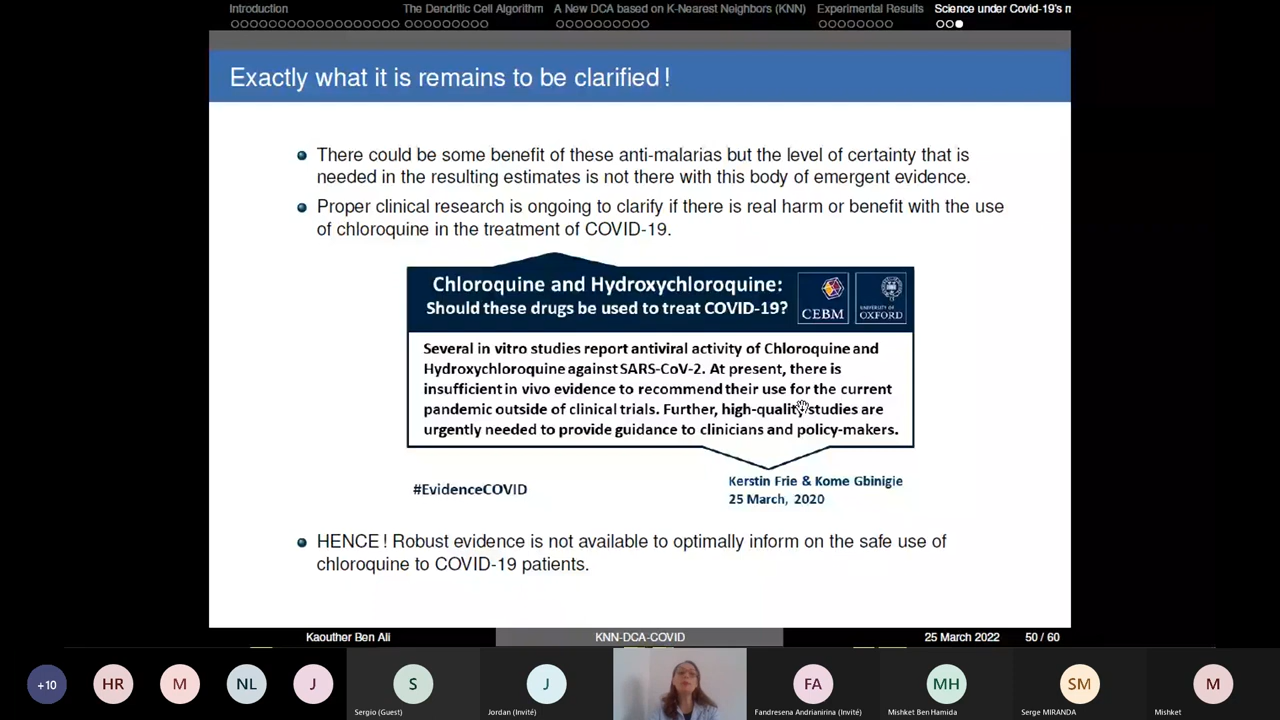 Introduction
The Dendritic Cell Algorithm
A New DCA based on K-Nearest Neighbors (KNN)
Experimental Results
Science under Covid-19's m
Exactly what it is remains to be clarified !
There could be some benefit of these anti-malarias but the level of certainty that is
needed in the resulting estimates is not there with this body of emergent evidence.
Proper clinical research is ongoing to clarify if there is real harm or benefit with the use
of chloroquine in the treatment of COVID-19.
Chloroquine and Hydroxychloroquine:
Should these drugs be used to treat COVID-19?
CEBM
UNIVERSITY OF
OXFORD
Several in vitro studies report antiviral activity of Chloroquine and
Hydroxychloroquine against SARS-CoV-2. At present, there is
insufficient in vivo evidence to recommend their use for the current
pandemic outside of clinical trials. Further, high-quality studies are
urgently needed to provide guidance to clinicians and policy-makers.
#EvidenceCOVID
Kerstin Frie & Kome Gbinigie
25 March, 2020
HENCE ! Robust evidence is not available to optimally inform on the safe use of
chloroquine to COVID-19 patients.
Kaouther Ben Ali
KNN-DCA-COVID
25 March 2022
50 / 60
+10
HR
M
NL
J
S
Sergio (Guest)
J
Jordan (Invité)
FA
Fandresena Andrianirina (Invité)
MH
Mishket Ben Hamida
SM
Serge MIRANDA
M
Mishket